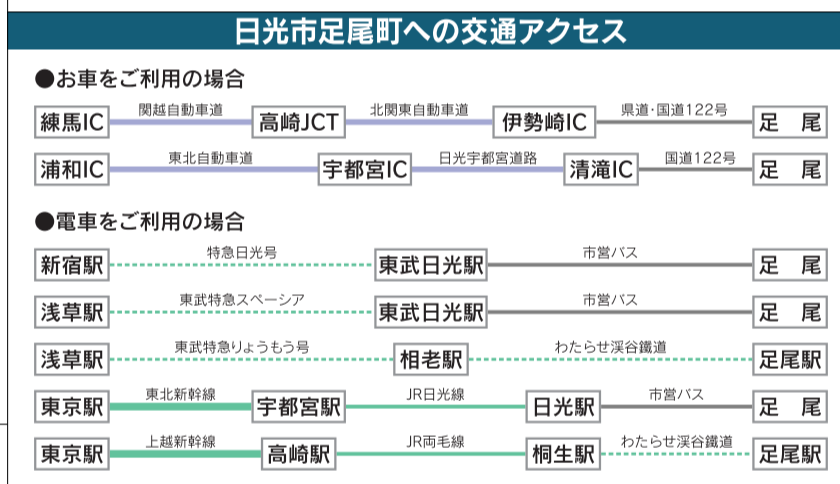 日光市足尾町への交通アクセス
●お車をご利用の場合
練馬IC 関越自動車道 高崎JCT 北関東自動車道 伊勢崎IC 県道・国道122号 足　尾
浦和IC 東北自動車道 宇都宮IC 日光宇都宮道路 清滝IC 国道122号 足　尾
●電車をご利用の場合
新宿駅 特急日光号 東武日光駅 市営バス 足　尾
浅草駅 東武特急スペーシア 東武日光駅 市営バス 足　尾
浅草駅 東武特急りょうもう号 相老駅 わたらせ渓谷鐵道 足尾駅
東京駅 東北新幹線 宇都宮駅 JR日光線 日光駅 市営バス 足　尾
東京駅 上越新幹線 高崎駅 JR両毛線 桐生駅 わたらせ渓谷鐵道 足尾駅